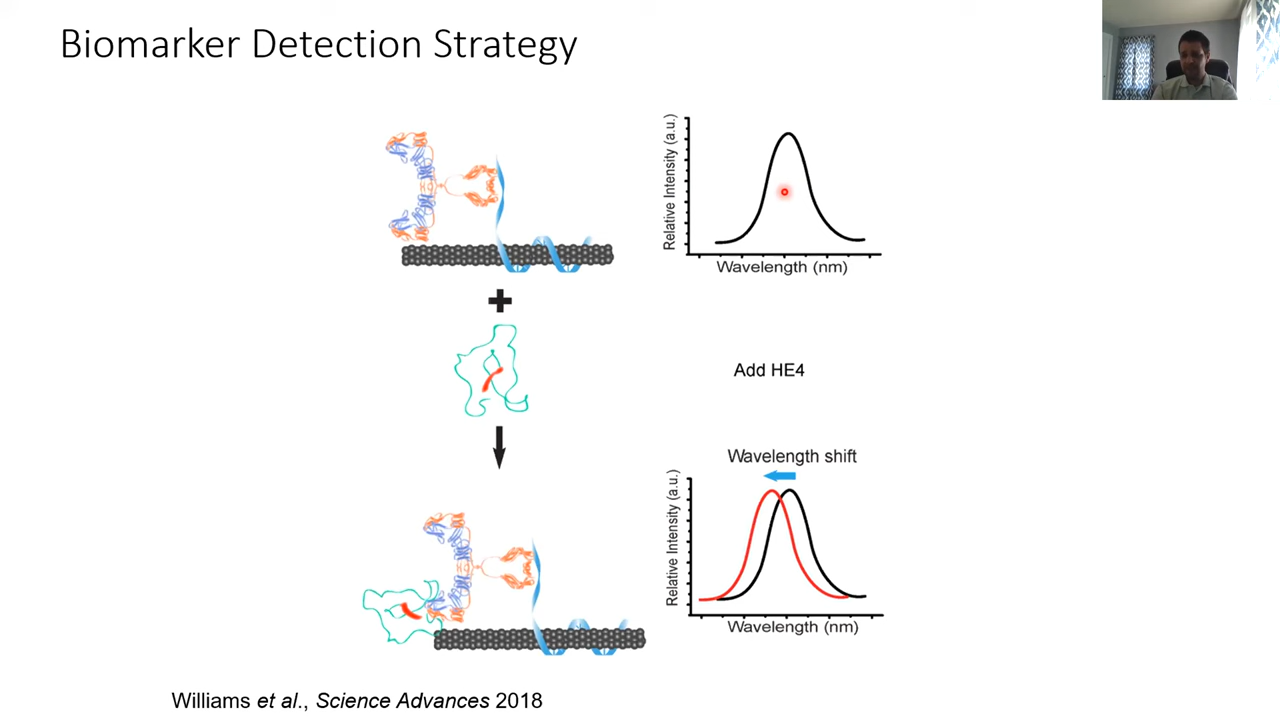 Biomarker Detection Strategy
Relative Intensity (a.u.)
Wavelength (nm)
Add HE4
Wavelength shift
Relative Intensity (a.u.)
Wavelength (nm)
Williams et al., Science Advances 2018